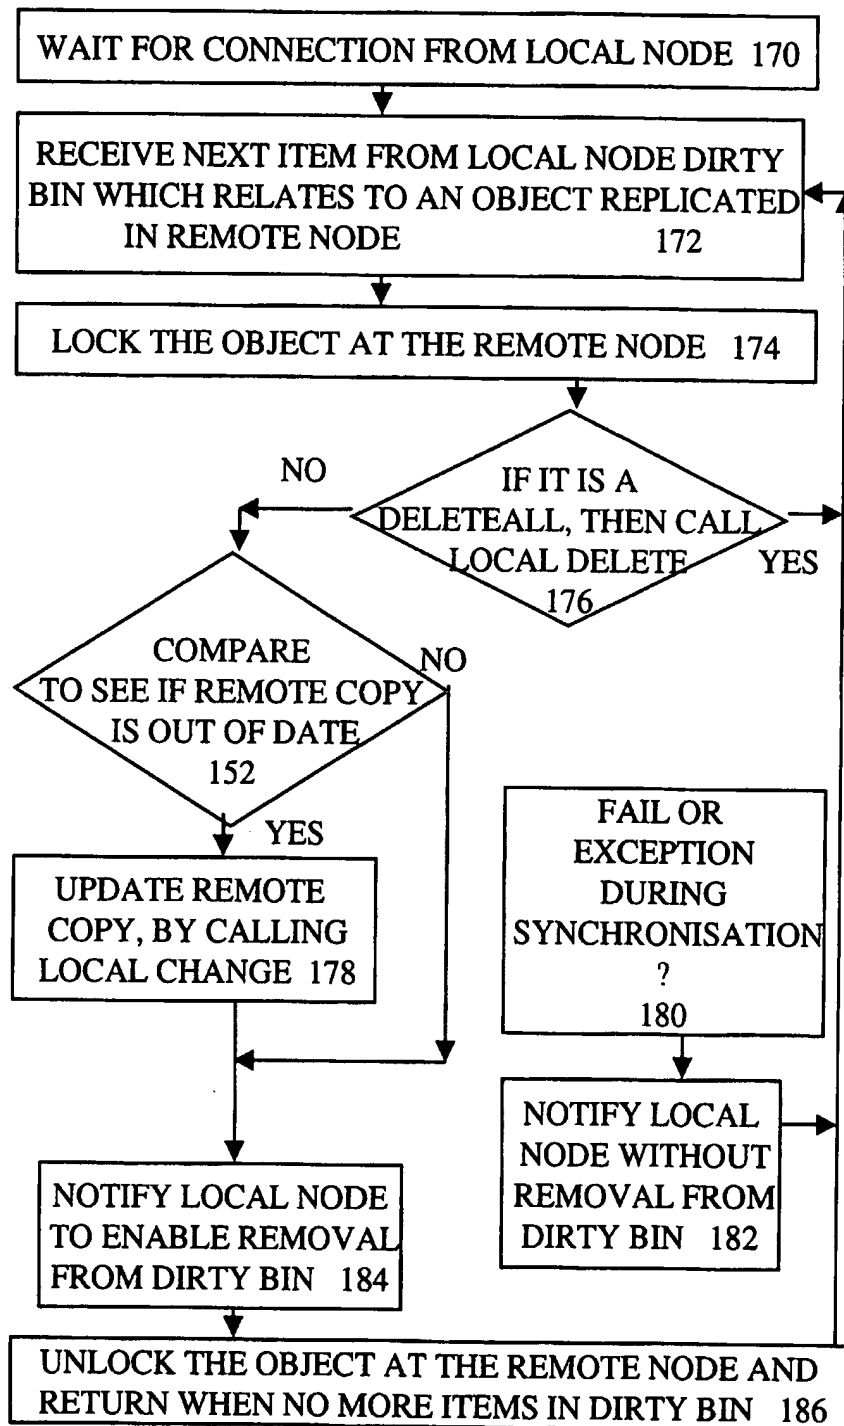 WAIT FOR CONNECTION FROM LOCAL NODE 170
RECEIVE NEXT ITEM FROM LOCAL NODE DIRTY
BIN WHICH RELATES TO AN OBJECT REPLICATED
IN REMOTE NODE 172
LOCK THE OBJECT AT THE REMOTE NODE 174
NO
IF IT IS A
DELETEALL, THEN CALL
LOCAL DELETE
176
YES
COMPARE
TO SEE IF REMOTE COPY
IS OUT OF DATE
152
NO
YES
UPDATE REMOTE
COPY, BY CALLING
LOCAL CHANGE 178
FAIL OR
EXCEPTION
DURING
SYNCHRONISATION
?
180
NOTIFY LOCAL
NODE WITHOUT
REMOVAL FROM
DIRTY BIN 182
NOTIFY LOCAL NODE
TO ENABLE REMOVAL
FROM DIRTY BIN 184
UNLOCK THE OBJECT AT THE REMOTE NODE AND
RETURN WHEN NO MORE ITEMS IN DIRTY BIN 186